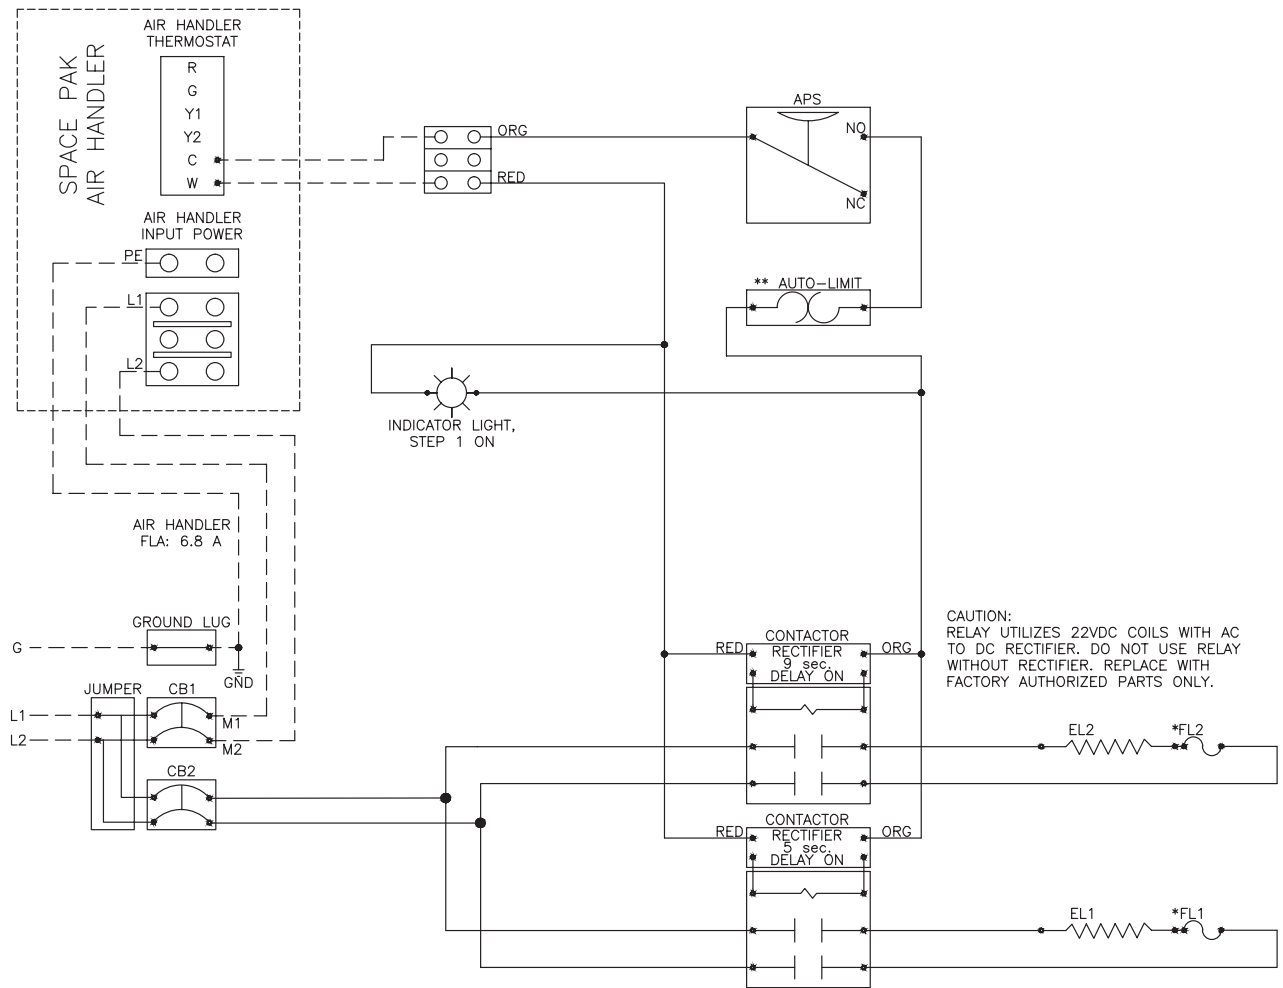 AIR HANDLER
THERMOSTAT
SPACE PAK
AIR HANDLER
R
G
Y1
Y2
C
W
AIR HANDLER
INPUT POWER
PE
L1
L2
ORG
RED
APS
NO
NC
** AUTO-LIMIT
INDICATOR LIGHT,
STEP 1 ON
AIR HANDLER
FLA: 6.8 A
GROUND LUG
G
GND
JUMPER
CB1
L1
M1
L2
M2
CB2
CONTACTOR
RED
RECTIFIER
ORG
9 sec.
DELAY ON
CAUTION:
RELAY UTILIZES 22VDC COILS WITH AC
TO DC RECTIFIER. DO NOT USE RELAY
WITHOUT RECTIFIER. REPLACE WITH
FACTORY AUTHORIZED PARTS ONLY.
EL2
*FL2
CONTACTOR
RED
RECTIFIER
ORG
5 sec.
DELAY ON
EL1
*FL1